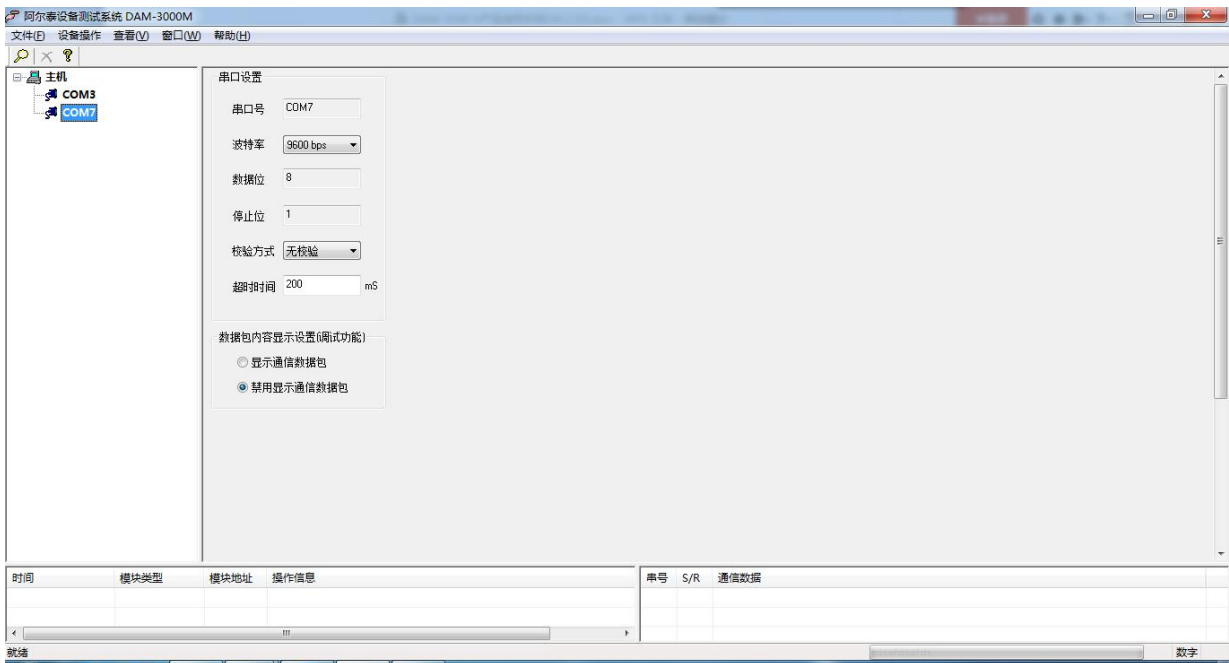 阿尔泰设备测试系统 DAM-3000M
文件(F) 设备操作 查看(V) 窗口(W) 帮助(H)
主机
COM3
COM7
串口设置
串口号 COM7
波特率 9600 bps
数据位 8
停止位 1
校验方式 无校验
超时时间 200 mS
数据包内容显示设置(调试功能)
显示通信数据包
禁用显示通信数据包
时间 模块类型 模块地址 操作信息
串号 S/R 通信数据
就绪 数字